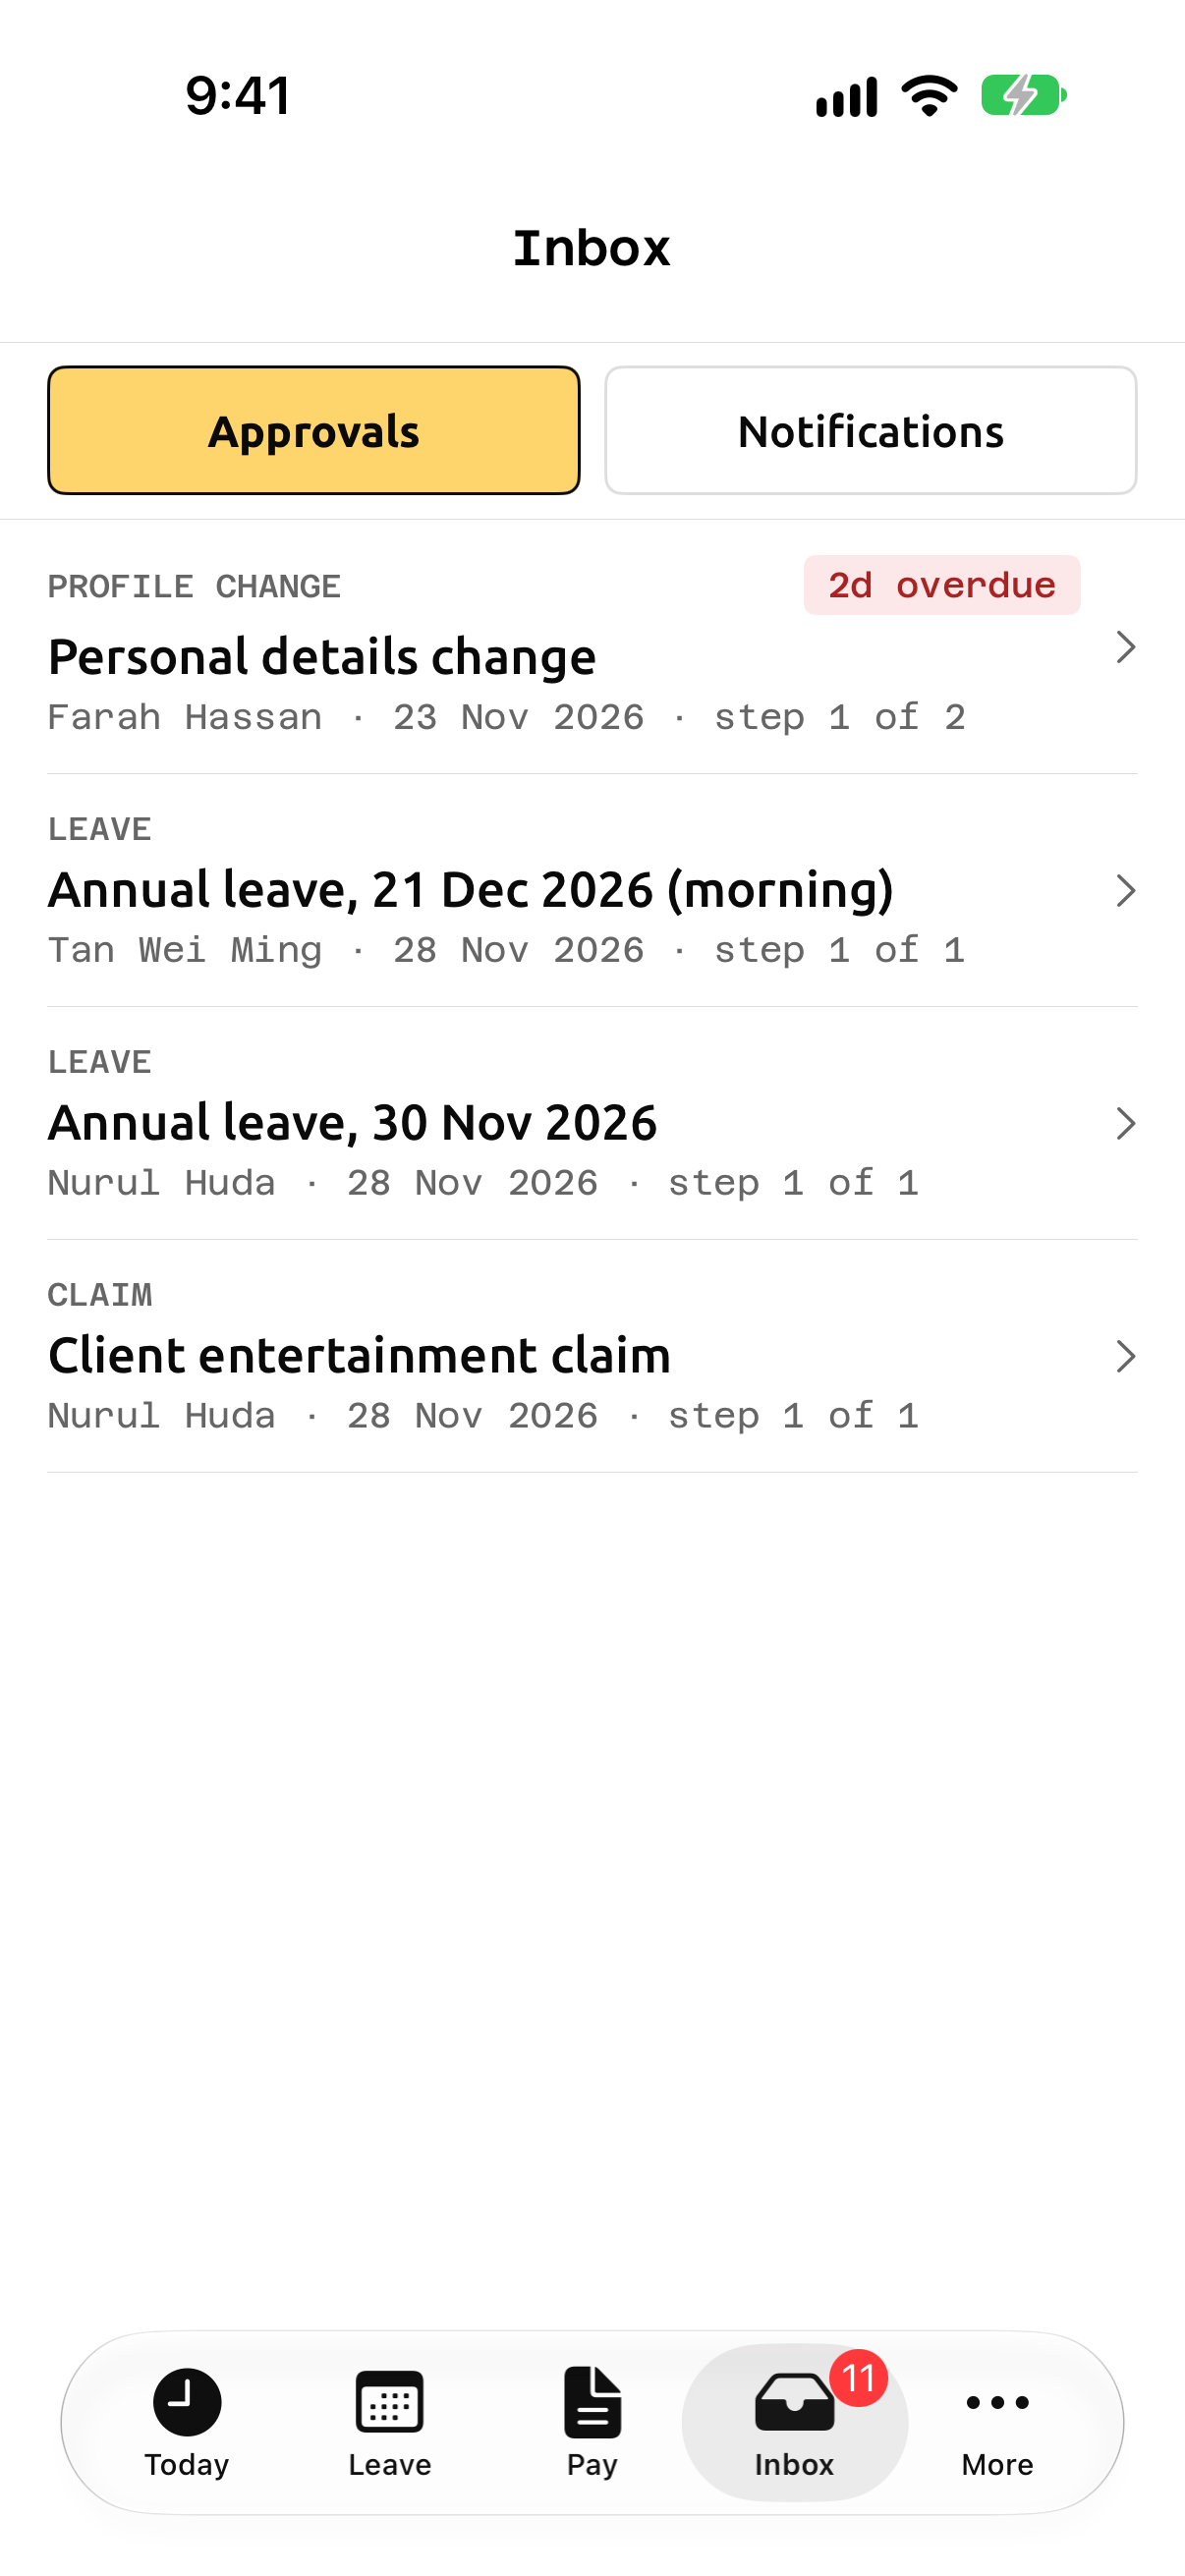 9:41
Inbox
Approvals
Notifications
PROFILE CHANGE
2d overdue
Personal details change
Farah Hassan · 23 Nov 2026 · step 1 of 2
LEAVE
Annual leave, 21 Dec 2026 (morning)
Tan Wei Ming · 28 Nov 2026 · step 1 of 1
LEAVE
Annual leave, 30 Nov 2026
Nurul Huda · 28 Nov 2026 · step 1 of 1
CLAIM
Client entertainment claim
Nurul Huda · 28 Nov 2026 · step 1 of 1
11
Today
Leave
Pay
Inbox
More